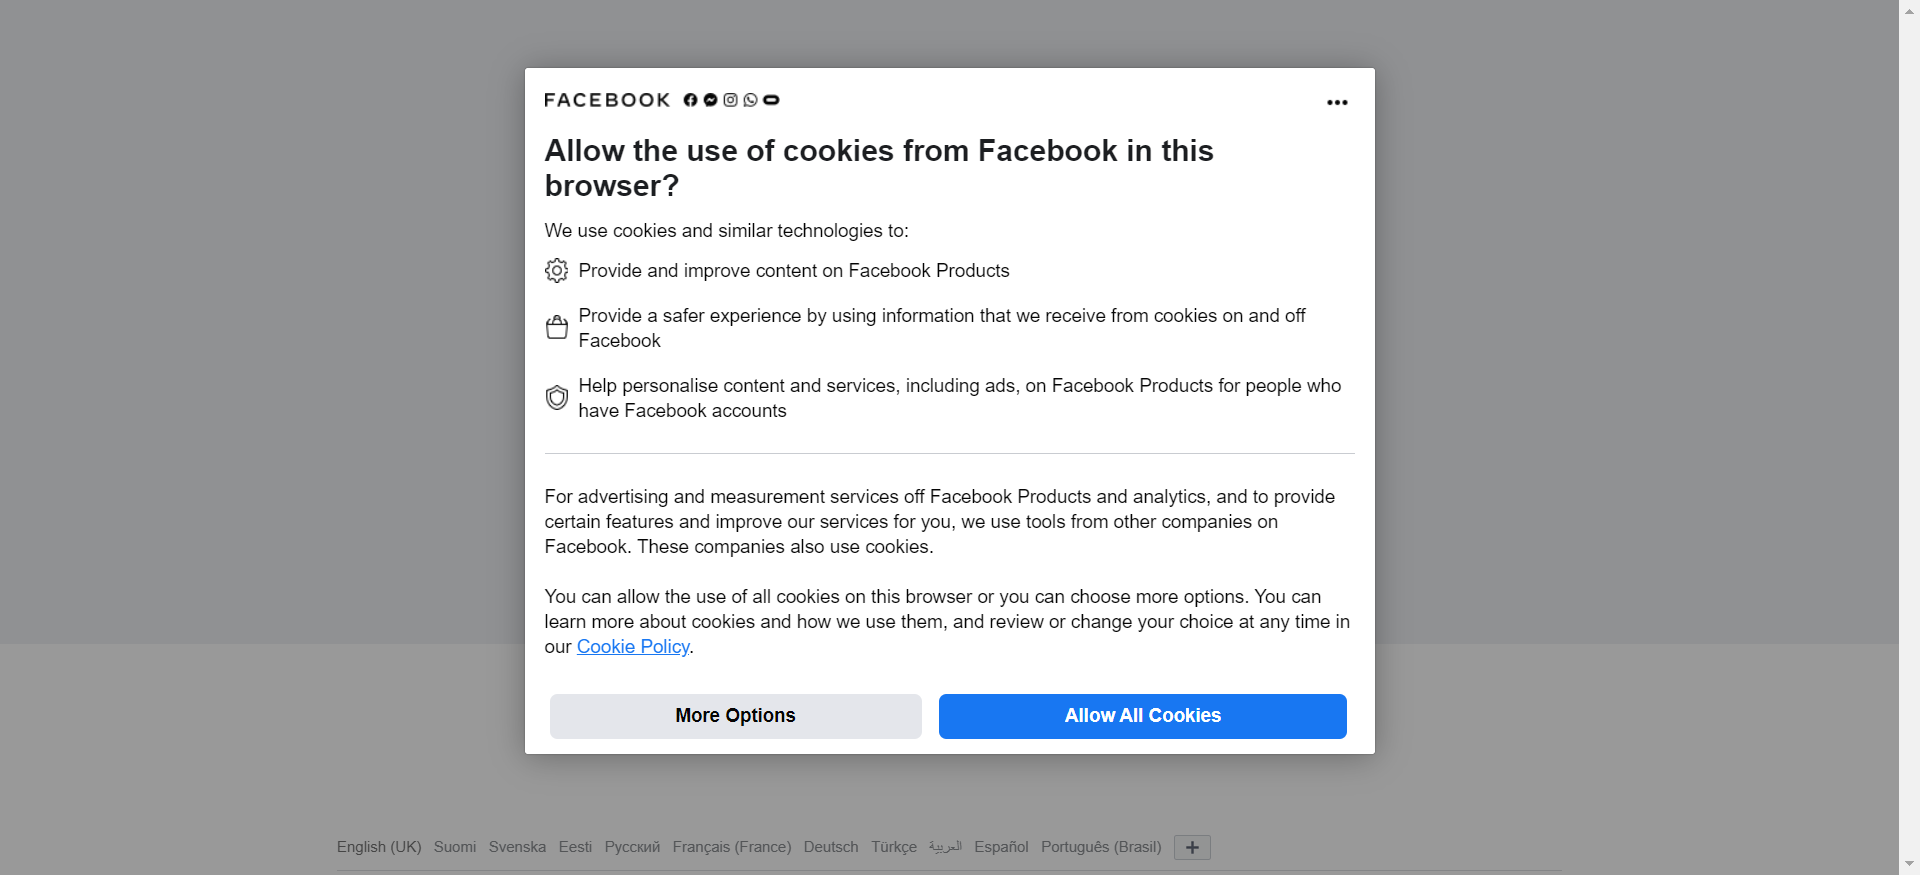 FACEBOOK
Allow the use of cookies from Facebook in this
browser?
We use cookies and similar technologies to:
Provide and improve content on Facebook Products
Provide a safer experience by using information that we receive from cookies on and off
Facebook
Help personalise content and services, including ads, on Facebook Products for people who
have Facebook accounts
For advertising and measurement services off Facebook Products and analytics, and to provide
certain features and improve our services for you, we use tools from other companies on
Facebook. These companies also use cookies.
You can allow the use of all cookies on this browser or you can choose more options. You can
learn more about cookies and how we use them, and review or change your choice at any time in
our Cookie Policy.
More Options Allow All Cookies
English (UK) Suomi Svenska Eesti Русский Français (France) Deutsch Türkçe العربية Español Português (Brasil) +